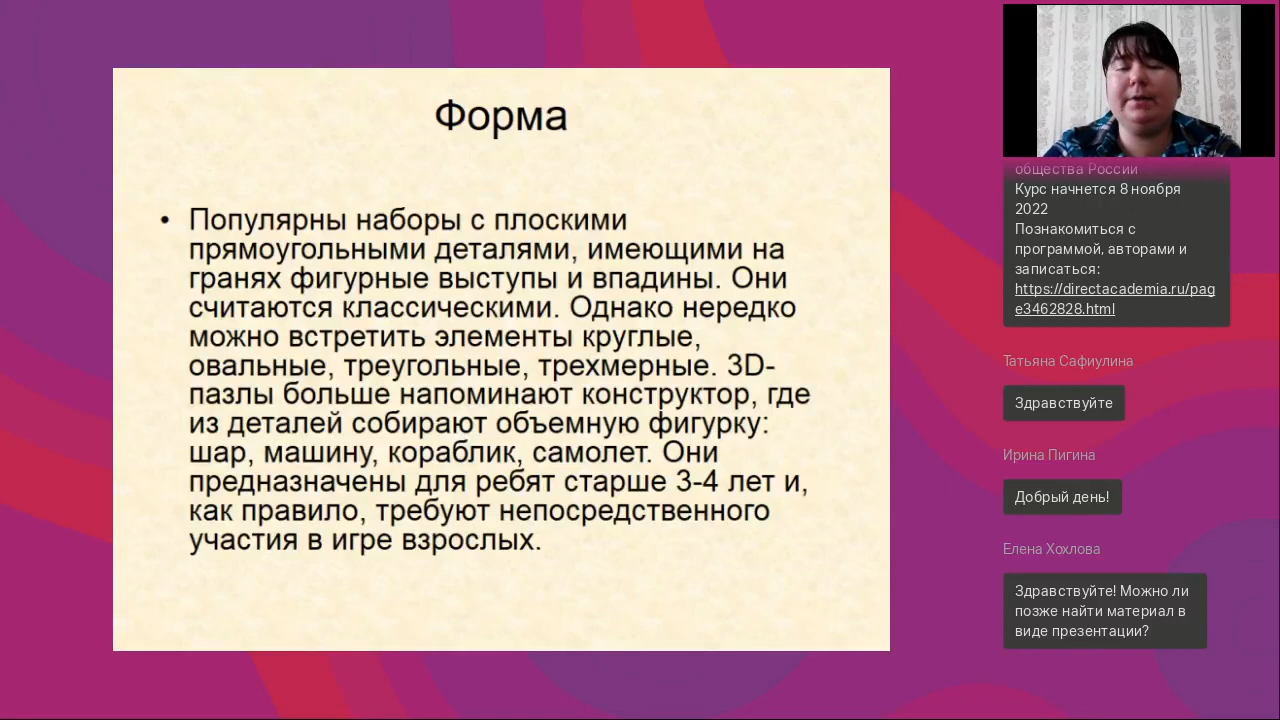 Форма
• Популярны наборы с плоскими
прямоугольными деталями, имеющими на
гранях фигурные выступы и впадины. Они
считаются классическими. Однако нередко
можно встретить элементы круглые,
овальные, треугольные, трехмерные. 3D-
пазлы больше напоминают конструктор, где
из деталей собирают объемную фигурку:
шар, машину, кораблик, самолет. Они
предназначены для ребят старше 3-4 лет и,
как правило, требуют непосредственного
участия в игре взрослых.
общества России
Курс начнется 8 ноября
2022
Познакомиться с
программой, авторами и
записаться:
https://directacademia.ru/pag
e3462828.html
Татьяна Сафиулина
Здравствуйте
Ирина Пигина
Добрый день!
Елена Хохлова
Здравствуйте! Можно ли
позже найти материал в
виде презентации?